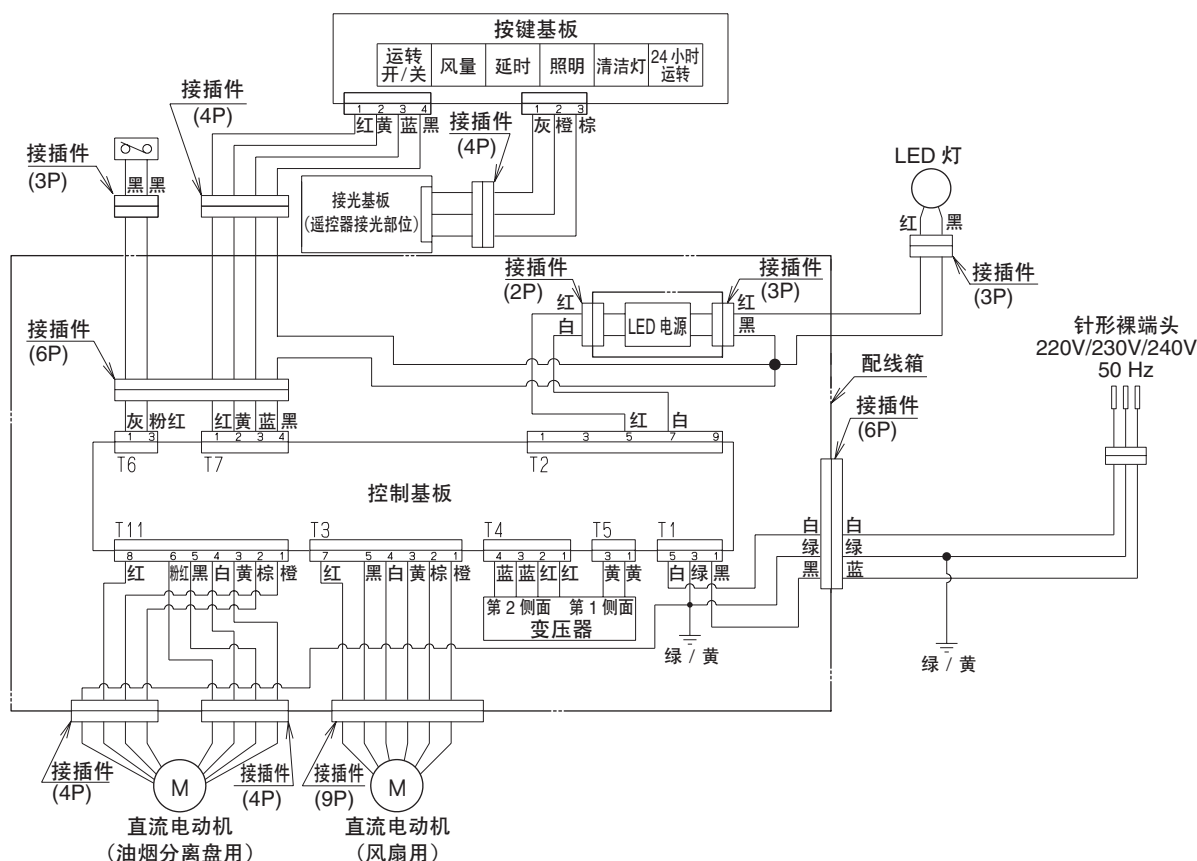 按键基板
运转
开/关
风量
延时
照明
清洁灯
24 小时
运转
1 2 3 4
红 黄 蓝 黑
1 2 3
灰 橙 棕
接插件
(4P)
接插件
(4P)
接插件
(3P)
黑 黑
接光基板
(遥控器接光部位)
LED 灯
红 黑
接插件
(3P)
接插件
(2P)
接插件
(3P)
红
白
LED 电源
红
黑
接插件
(6P)
针形裸端头
220V/230V/240V
50 Hz
配线箱
接插件
(6P)
灰 粉红
1 3
T6
红 黄 蓝 黑
1 2 3 4
T7
红 白
1 3 5 7 9
T2
控制基板
T11
8 6 5 4 3 2 1
红 粉红 黑 白 黄 棕 橙
T3
7 5 4 3 2 1
红 黑 白 黄 棕 橙
T4
4 3 2 1
蓝 蓝 红 红
T5
3 1
黄 黄
T1
5 3 1
白 绿 黑
第 2 侧面 第 1 侧面
变压器
绿 / 黄
白
绿
黑
白
绿
蓝
绿 / 黄
接插件
(4P)
接插件
(4P)
接插件
(9P)
M
M
直流电动机
(油烟分离盘用)
直流电动机
(风扇用)